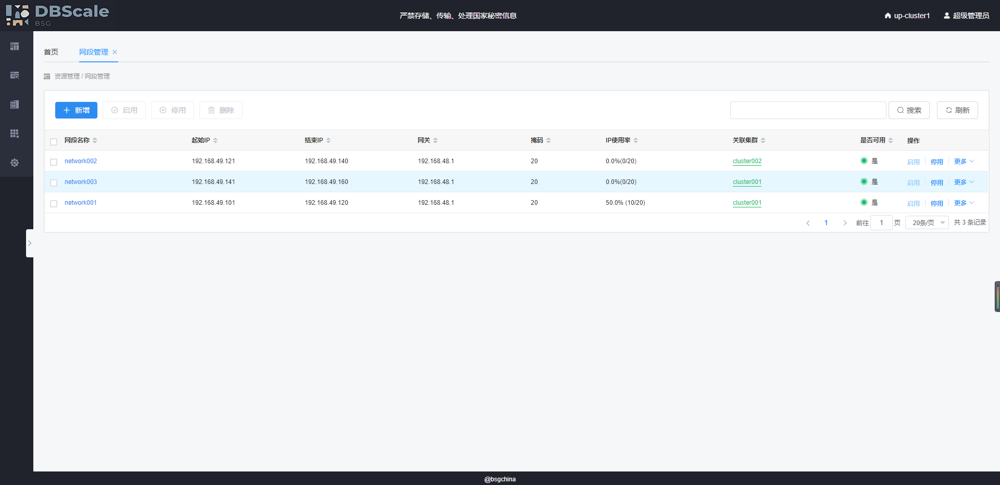 DBScale
BSG
严禁存储、传输、处理国家秘密信息
up-cluster1 超级管理员
首页 网段管理
资源管理 / 网段管理
新增 启用 停用 删除 搜索 刷新
网段名称 起始IP 结束IP 网关 掩码 IP使用率 关联集群 是否可用 操作
network002 192.168.49.121 192.168.49.140 192.168.48.1 20 0.0%(0/20) cluster002 是 启用 停用 更多
network003 192.168.49.141 192.168.49.160 192.168.48.1 20 0.0%(0/20) cluster001 是 启用 停用 更多
network001 192.168.49.101 192.168.49.120 192.168.48.1 20 50.0% (10/20) cluster001 是 启用 停用 更多
1 前往 1 页 20条/页 共 3 条记录
@bsgchina